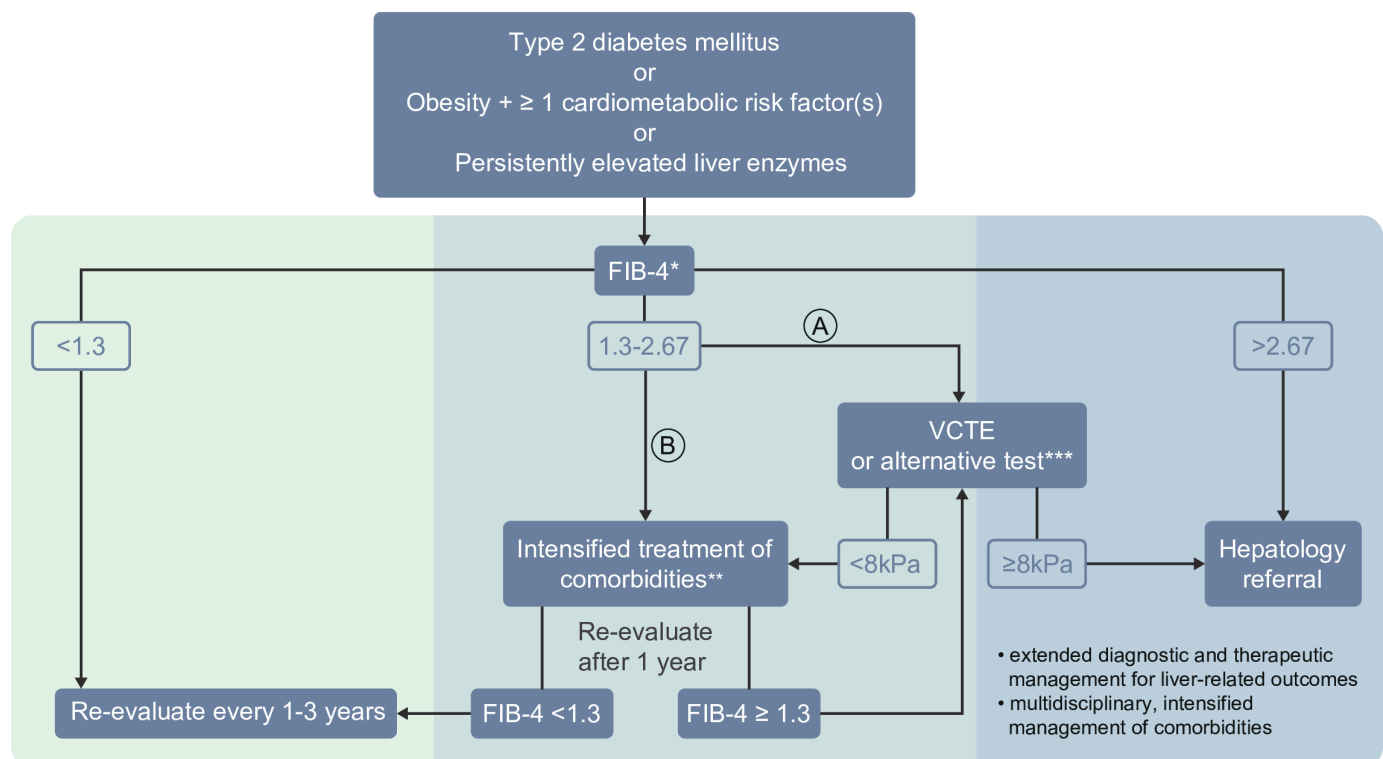 Type 2 diabetes mellitus
or
Obesity + ≥ 1 cardiometabolic risk factor(s)
or
Persistently elevated liver enzymes
FIB-4*
<1.3
1.3-2.67
A
>2.67
B
VCTE
or alternative test***
Intensified treatment of
comorbidities**
<8kPa
≥8kPa
Hepatology
referral
Re-evaluate
after 1 year
• extended diagnostic and therapeutic
management for liver-related outcomes
• multidisciplinary, intensified
management of comorbidities
Re-evaluate every 1-3 years
FIB-4 <1.3
FIB-4 ≥ 1.3